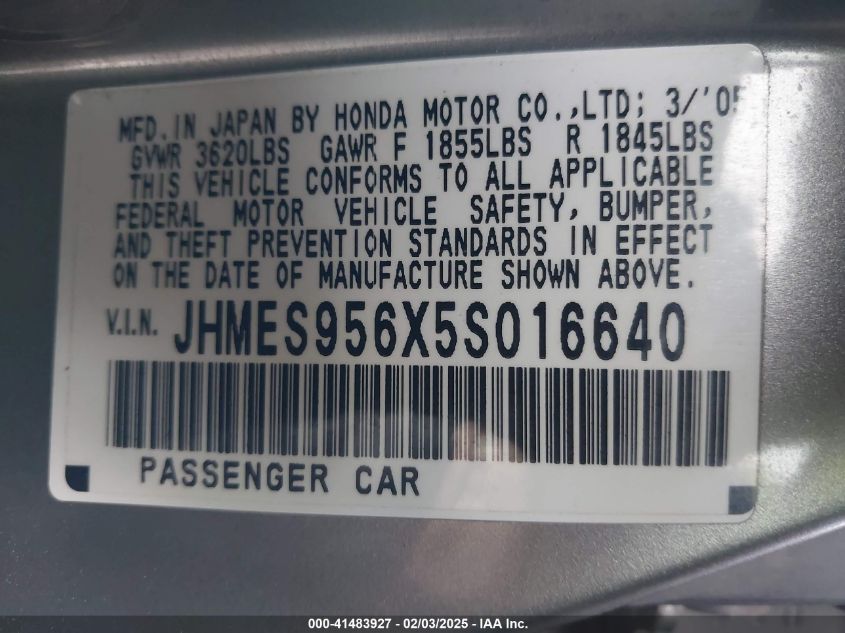 MFD. IN JAPAN BY HONDA MOTOR CO.,LTD; 3/'05
GVWR 3620LBS GAWR F 1855LBS R 1845LBS
THIS VEHICLE CONFORMS TO ALL APPLICABLE
FEDERAL MOTOR VEHICLE SAFETY, BUMPER,
AND THEFT PREVENTION STANDARDS IN EFFECT
ON THE DATE OF MANUFACTURE SHOWN ABOVE.
V.I.N. JHMES956X5S016640
PASSENGER CAR
000-41483927 - 02/03/2025 - IAA Inc.